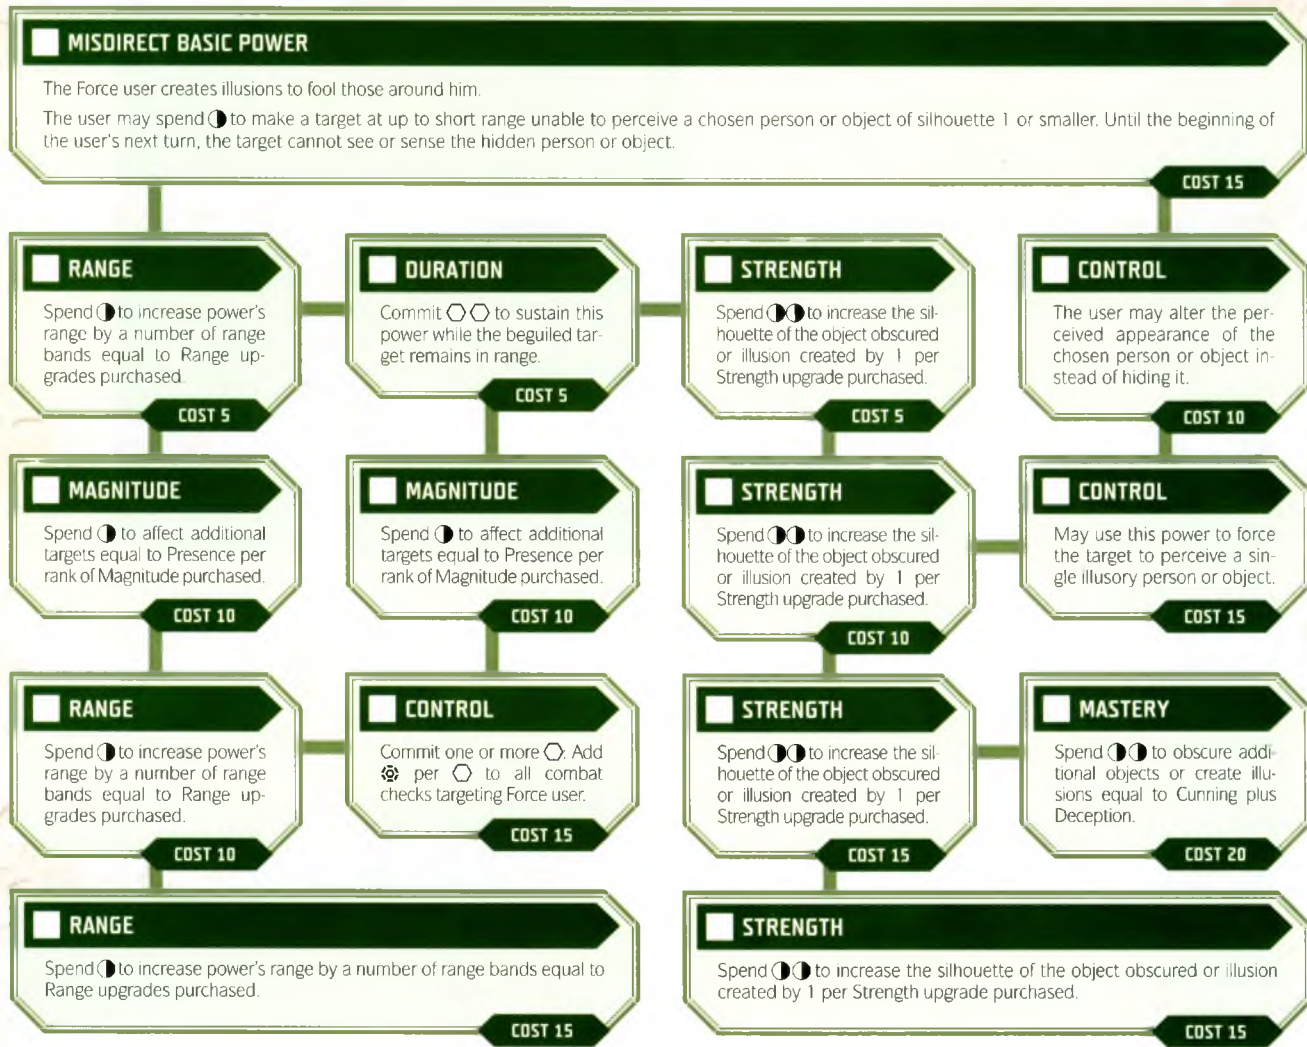 MISDIRECT BASIC POWER
The Force user creates illusions to fool those around him.
The user may spend ◑ to make a target at up to short range unable to perceive a chosen person or object of silhouette 1 or smaller. Until the beginning of
the user's next turn, the target cannot see or sense the hidden person or object.
COST 15
RANGE
Spend ◑ to increase power's
range by a number of range
bands equal to Range up-
grades purchased
COST 5
DURATION
Commit ⬡⬡ to sustain this
power while the beguiled tar-
get remains in range.
COST 5
STRENGTH
Spend ◑◑ to increase the sil-
houette of the object obscured
or illusion created by 1 per
Strength upgrade purchased.
COST 5
CONTROL
The user may alter the per-
ceived appearance of the
chosen person or object in-
stead of hiding it.
COST 10
MAGNITUDE
Spend ◑ to affect additional
targets equal to Presence per
rank of Magnitude purchased.
COST 10
MAGNITUDE
Spend ◑ to affect additional
targets equal to Presence per
rank of Magnitude purchased.
COST 10
STRENGTH
Spend ◑◑ to increase the sil-
houette of the object obscured
or illusion created by 1 per
Strength upgrade purchased.
COST 10
CONTROL
May use this power to force
the target to perceive a sin-
gle illusory person or object.
COST 15
RANGE
Spend ◑ to increase power's
range by a number of range
bands equal to Range up-
grades purchased.
COST 10
CONTROL
Commit one or more ⬡. Add
per ⬡ to all combat
checks targeting Force user.
COST 15
STRENGTH
Spend ◑◑ to increase the sil-
houette of the object obscured
or illusion created by 1 per
Strength upgrade purchased.
COST 15
MASTERY
Spend ◑◑ to obscure addi-
tional objects or create illu-
sions equal to Cunning plus
Deception.
COST 20
RANGE
Spend ◑ to increase power's range by a number of range bands equal to
Range upgrades purchased.
COST 15
STRENGTH
Spend ◑◑ to increase the silhouette of the object obscured or illusion
created by 1 per Strength upgrade purchased.
COST 15